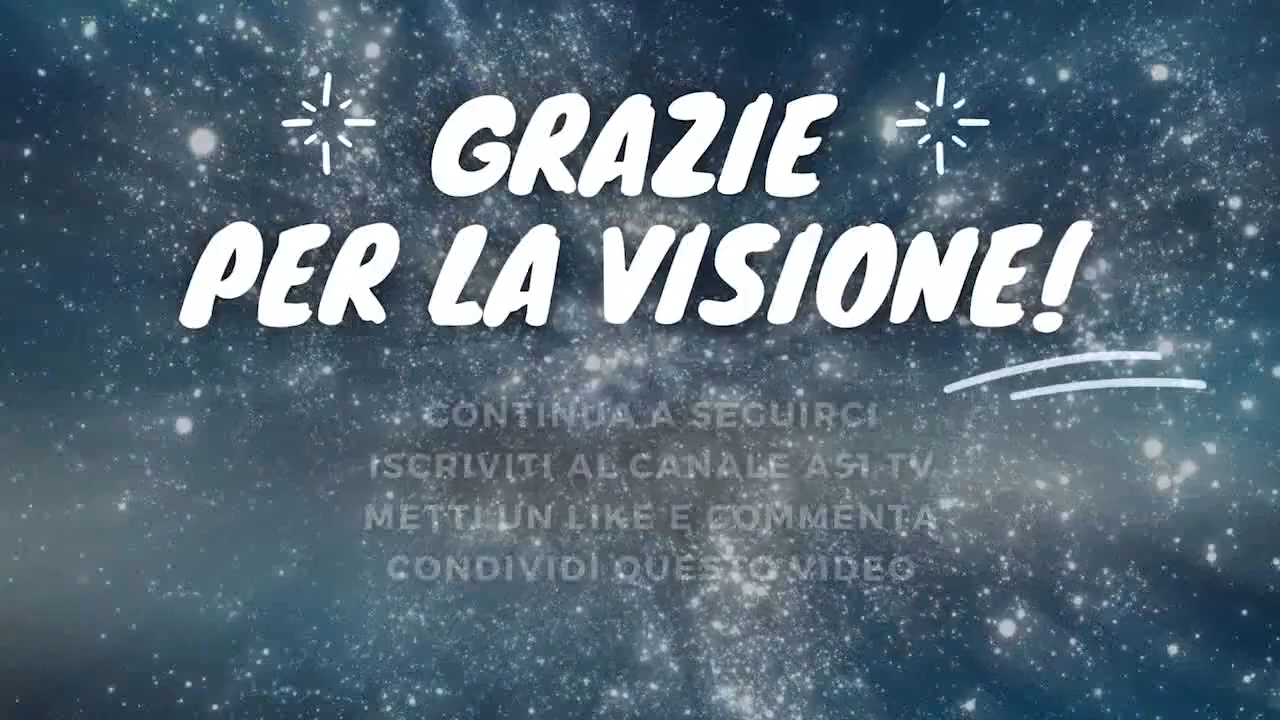 GRAZIE
PER LA VISIONE!
CONTINUA A SEGUIRCI
ISCRIVITI AL CANALE ASI TV
METTI UN LIKE E COMMENTA
CONDIVIDI QUESTO VIDEO